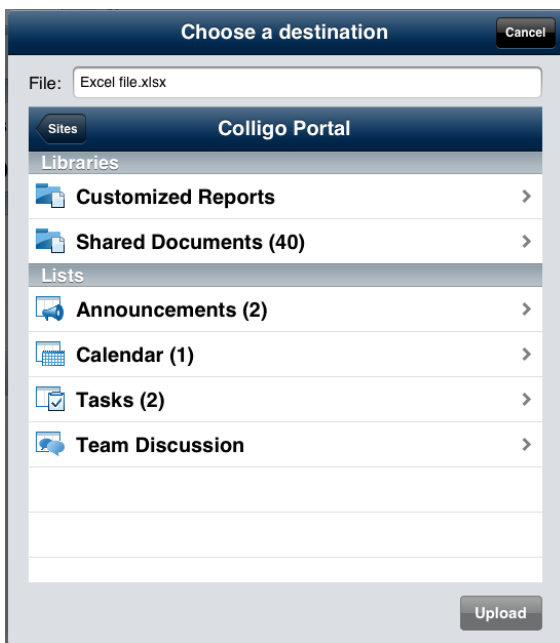 Choose a destination
Cancel
File: Excel file.xlsx
Sites
Colligo Portal
Libraries
Customized Reports
Shared Documents (40)
Lists
Announcements (2)
Calendar (1)
Tasks (2)
Team Discussion
Upload